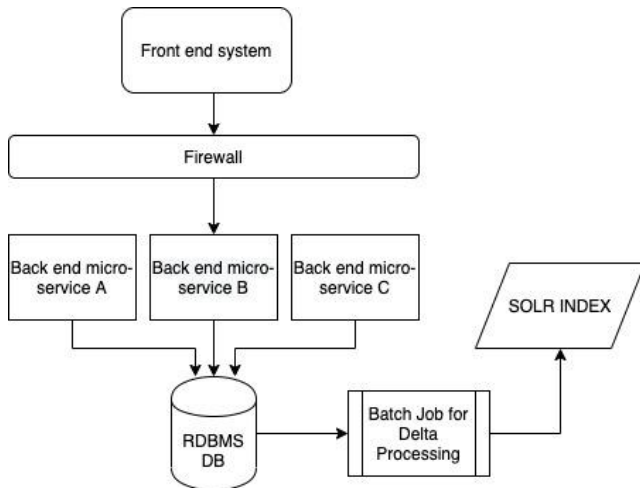 Front end system
Firewall
Back end micro-
service A
Back end micro-
service B
Back end micro-
service C
SOLR INDEX
RDBMS
DB
Batch Job for
Delta
Processing